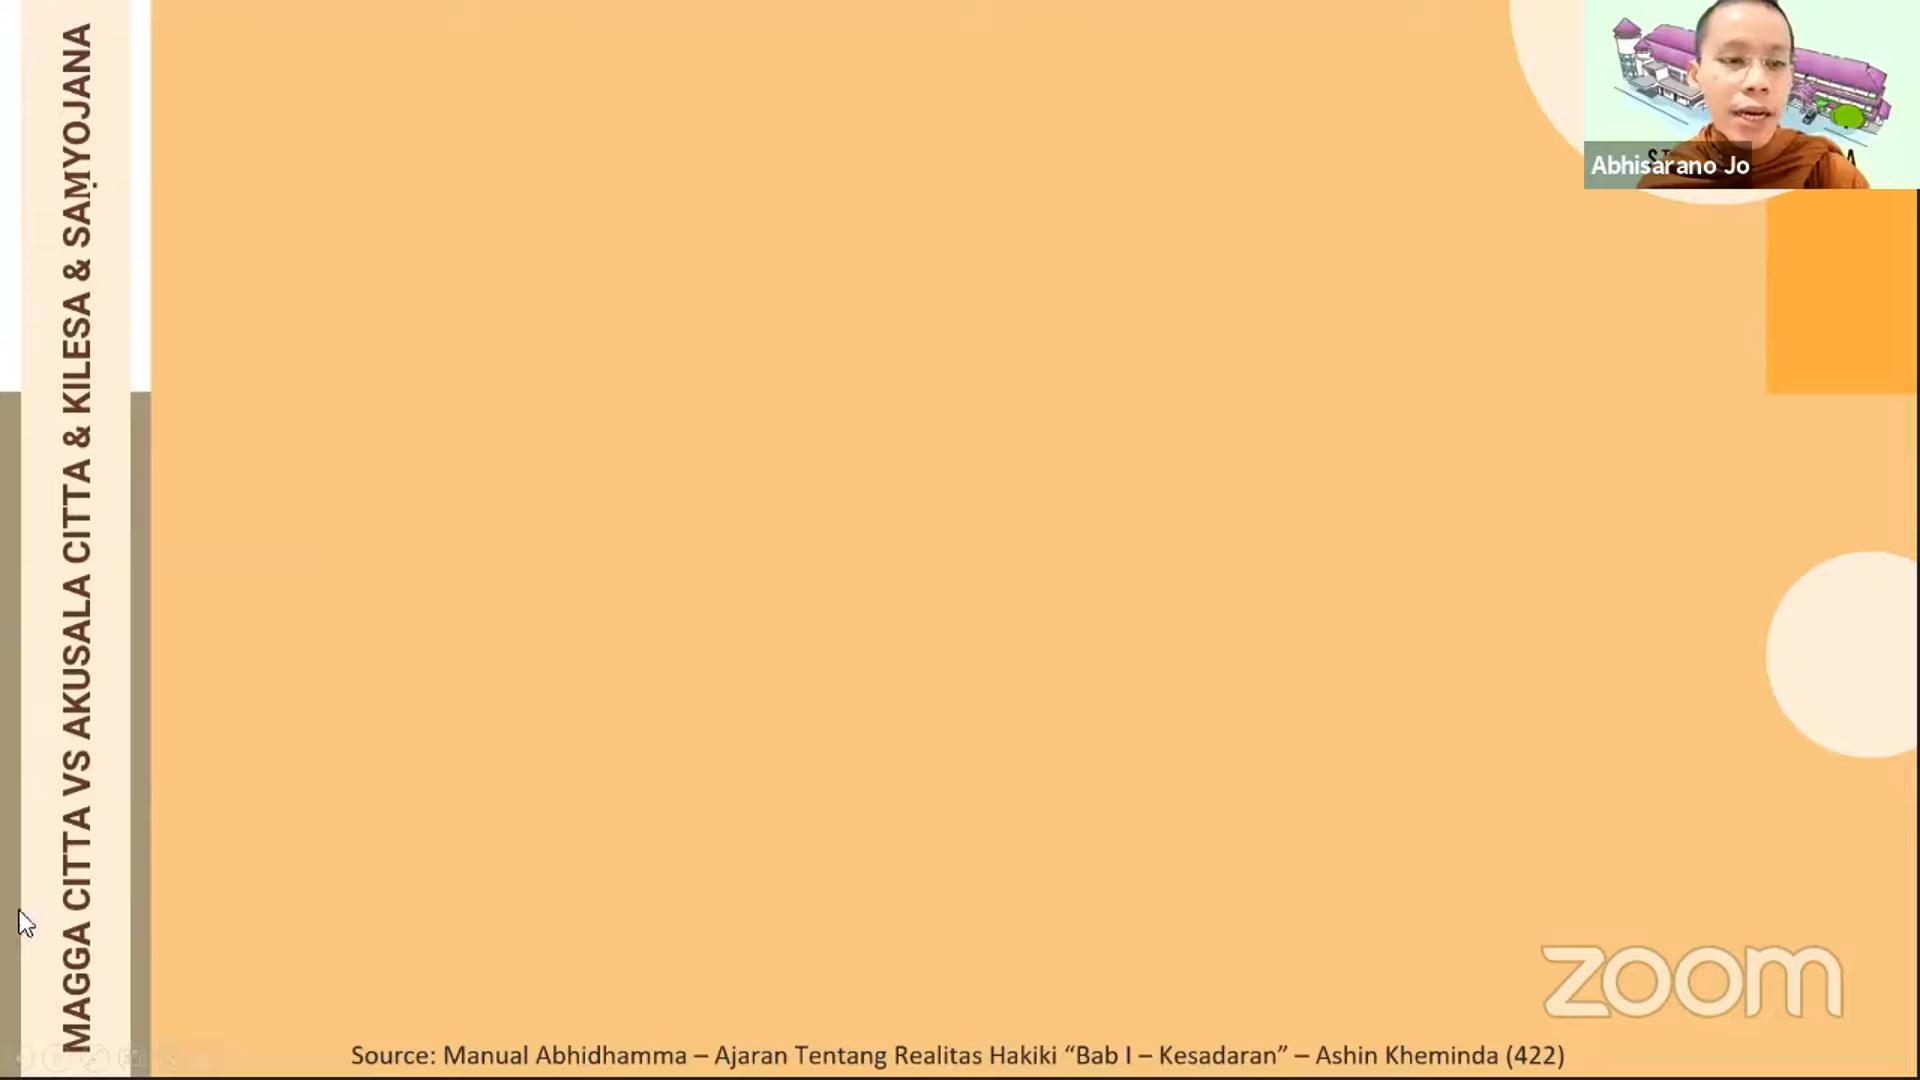 MAGGA CITTA VS AKUSALA CITTA & KILESA & SAṂYOJANA
Abhisarano Jo
zoom
Source: Manual Abhidhamma – Ajaran Tentang Realitas Hakiki “Bab I – Kesadaran” – Ashin Kheminda (422)